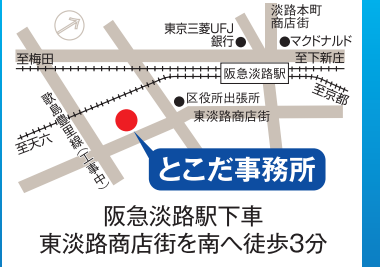 淡路本町
商店街
東京三菱UFJ
銀行
マクドナルド
至梅田
至下新庄
阪急淡路駅
至京都
歌島豊里線(工事中)
区役所出張所
東淡路商店街
至天六
とこだ事務所
阪急淡路駅下車
東淡路商店街を南へ徒歩3分